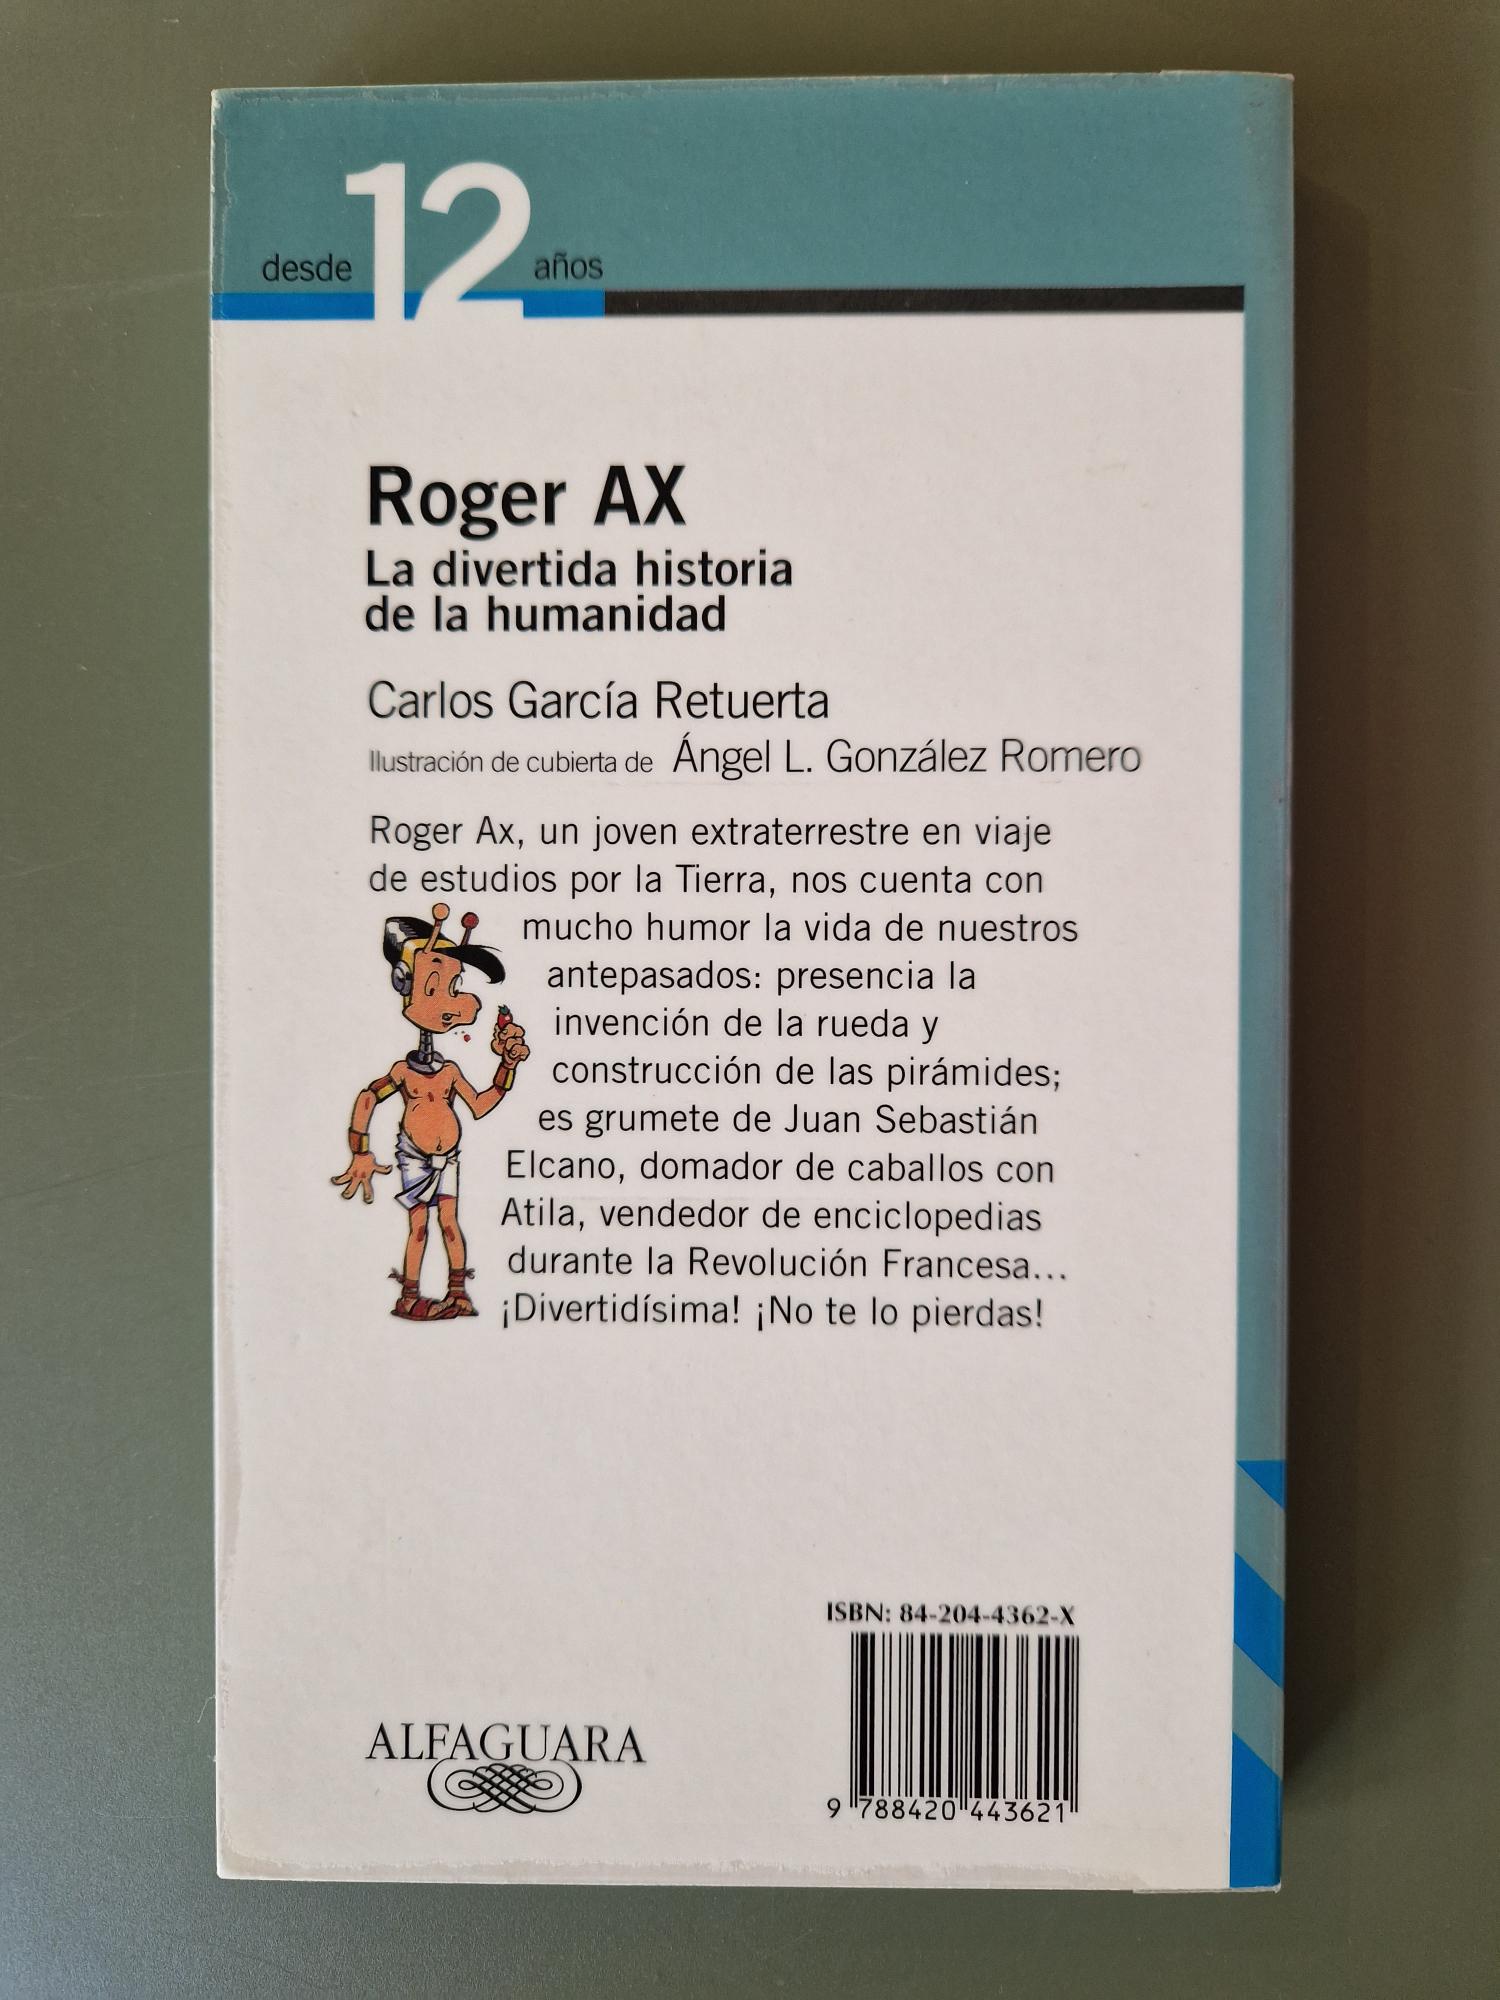 desde 12 años
Roger AX
La divertida historia
de la humanidad
Carlos García Retuerta
Ilustración de cubierta de Ángel L. González Romero
Roger Ax, un joven extraterrestre en viaje
de estudios por la Tierra, nos cuenta con
mucho humor la vida de nuestros
antepasados: presencia la
invención de la rueda y
construcción de las pirámides;
es grumete de Juan Sebastián
Elcano, domador de caballos con
Atila, vendedor de enciclopedias
durante la Revolución Francesa...
¡Divertidísima! ¡No te lo pierdas!
ISBN: 84-204-4362-X
ALFAGUARA
9 788420 443621